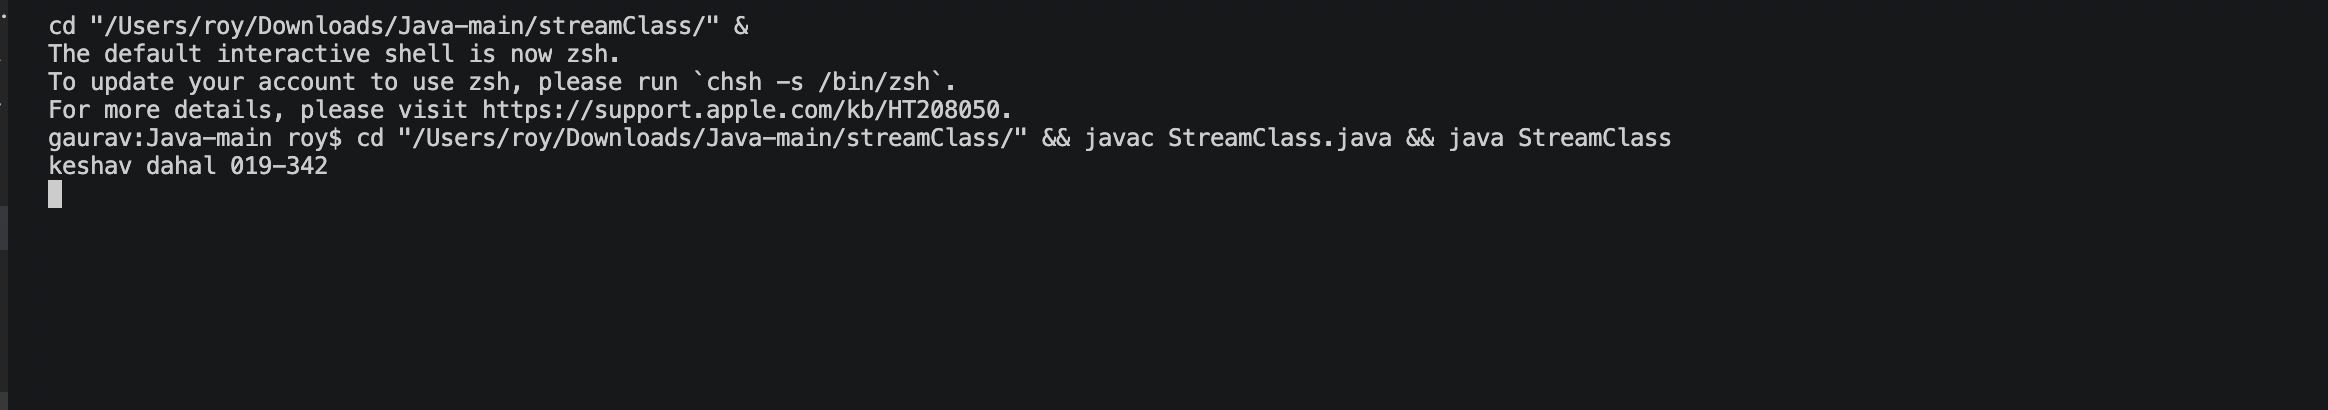 cd "/Users/roy/Downloads/Java-main/streamClass/" &
The default interactive shell is now zsh.
To update your account to use zsh, please run `chsh -s /bin/zsh`.
For more details, please visit https://support.apple.com/kb/HT208050.
gaurav:Java-main roy$ cd "/Users/roy/Downloads/Java-main/streamClass/" && javac StreamClass.java && java StreamClass
keshav dahal 019-342